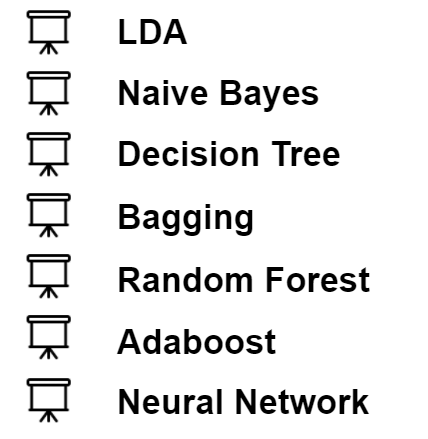 LDA
Naive Bayes
Decision Tree
Bagging
Random Forest
Adaboost
Neural Network